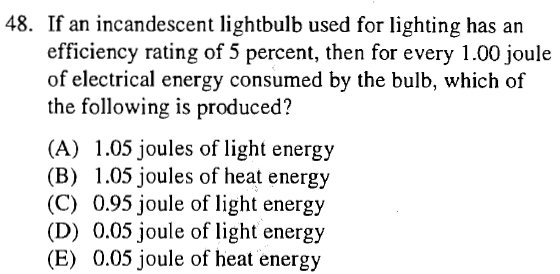 48. If an incandescent lightbulb used for lighting has an
efficiency rating of 5 percent, then for every 1.00 joule
of electrical energy consumed by the bulb, which of
the following is produced?
(A) 1.05 joules of light energy
(B) 1.05 joules of heat energy
(C) 0.95 joule of light energy
(D) 0.05 joule of light energy
(E) 0.05 joule of heat energy